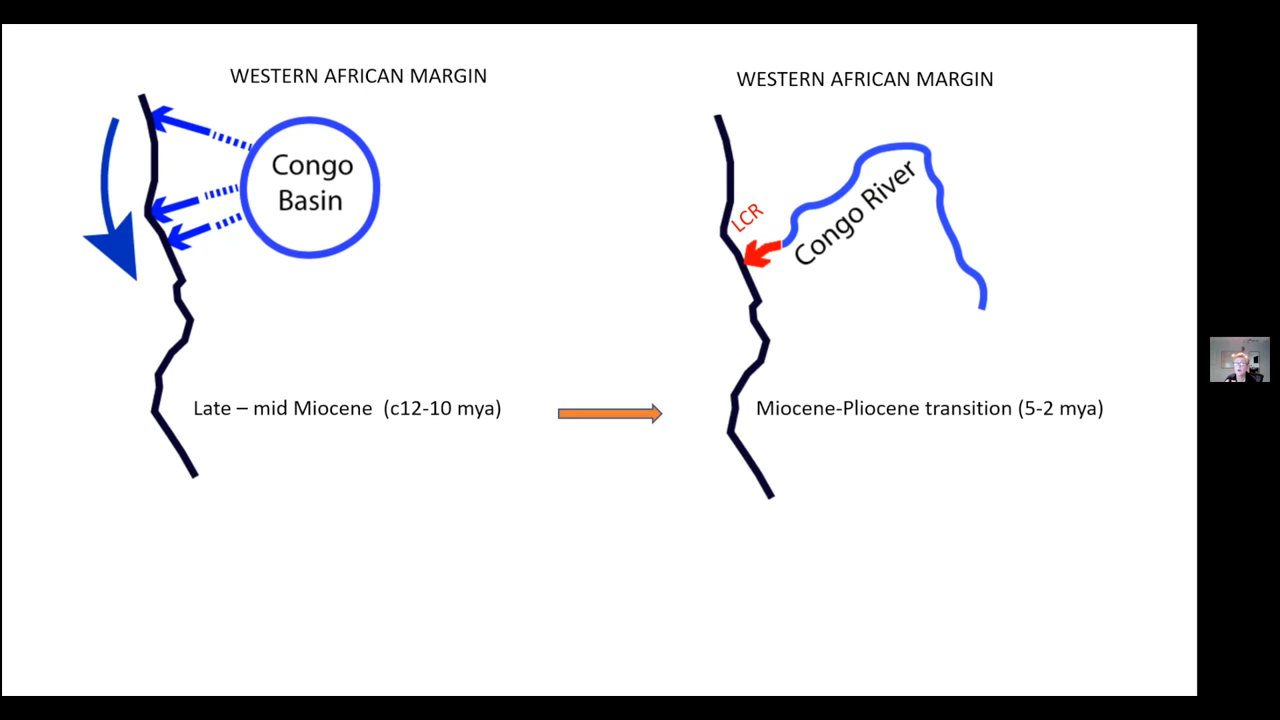 WESTERN AFRICAN MARGIN
Congo
Basin
Late – mid Miocene (c12-10 mya)
WESTERN AFRICAN MARGIN
LCR
Congo River
Miocene-Pliocene transition (5-2 mya)